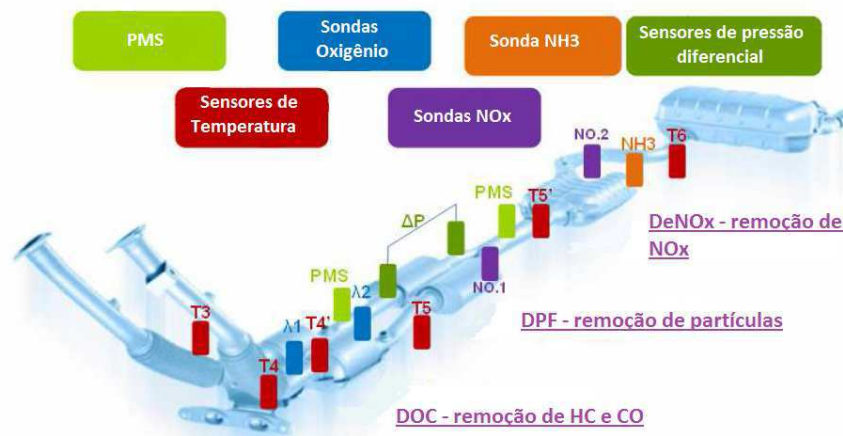 PMS
Sondas
Oxigênio
Sonda NH3
Sensores de pressão
diferencial
Sensores de
Temperatura
Sondas NOx
NO.2
NH3
T6
PMS
T5'
ΔP
DeNOx - remoção de
NOx
PMS
λ2
NO.1
T3
λ1
T4'
T5
DPF - remoção de partículas
T4
DOC - remoção de HC e CO